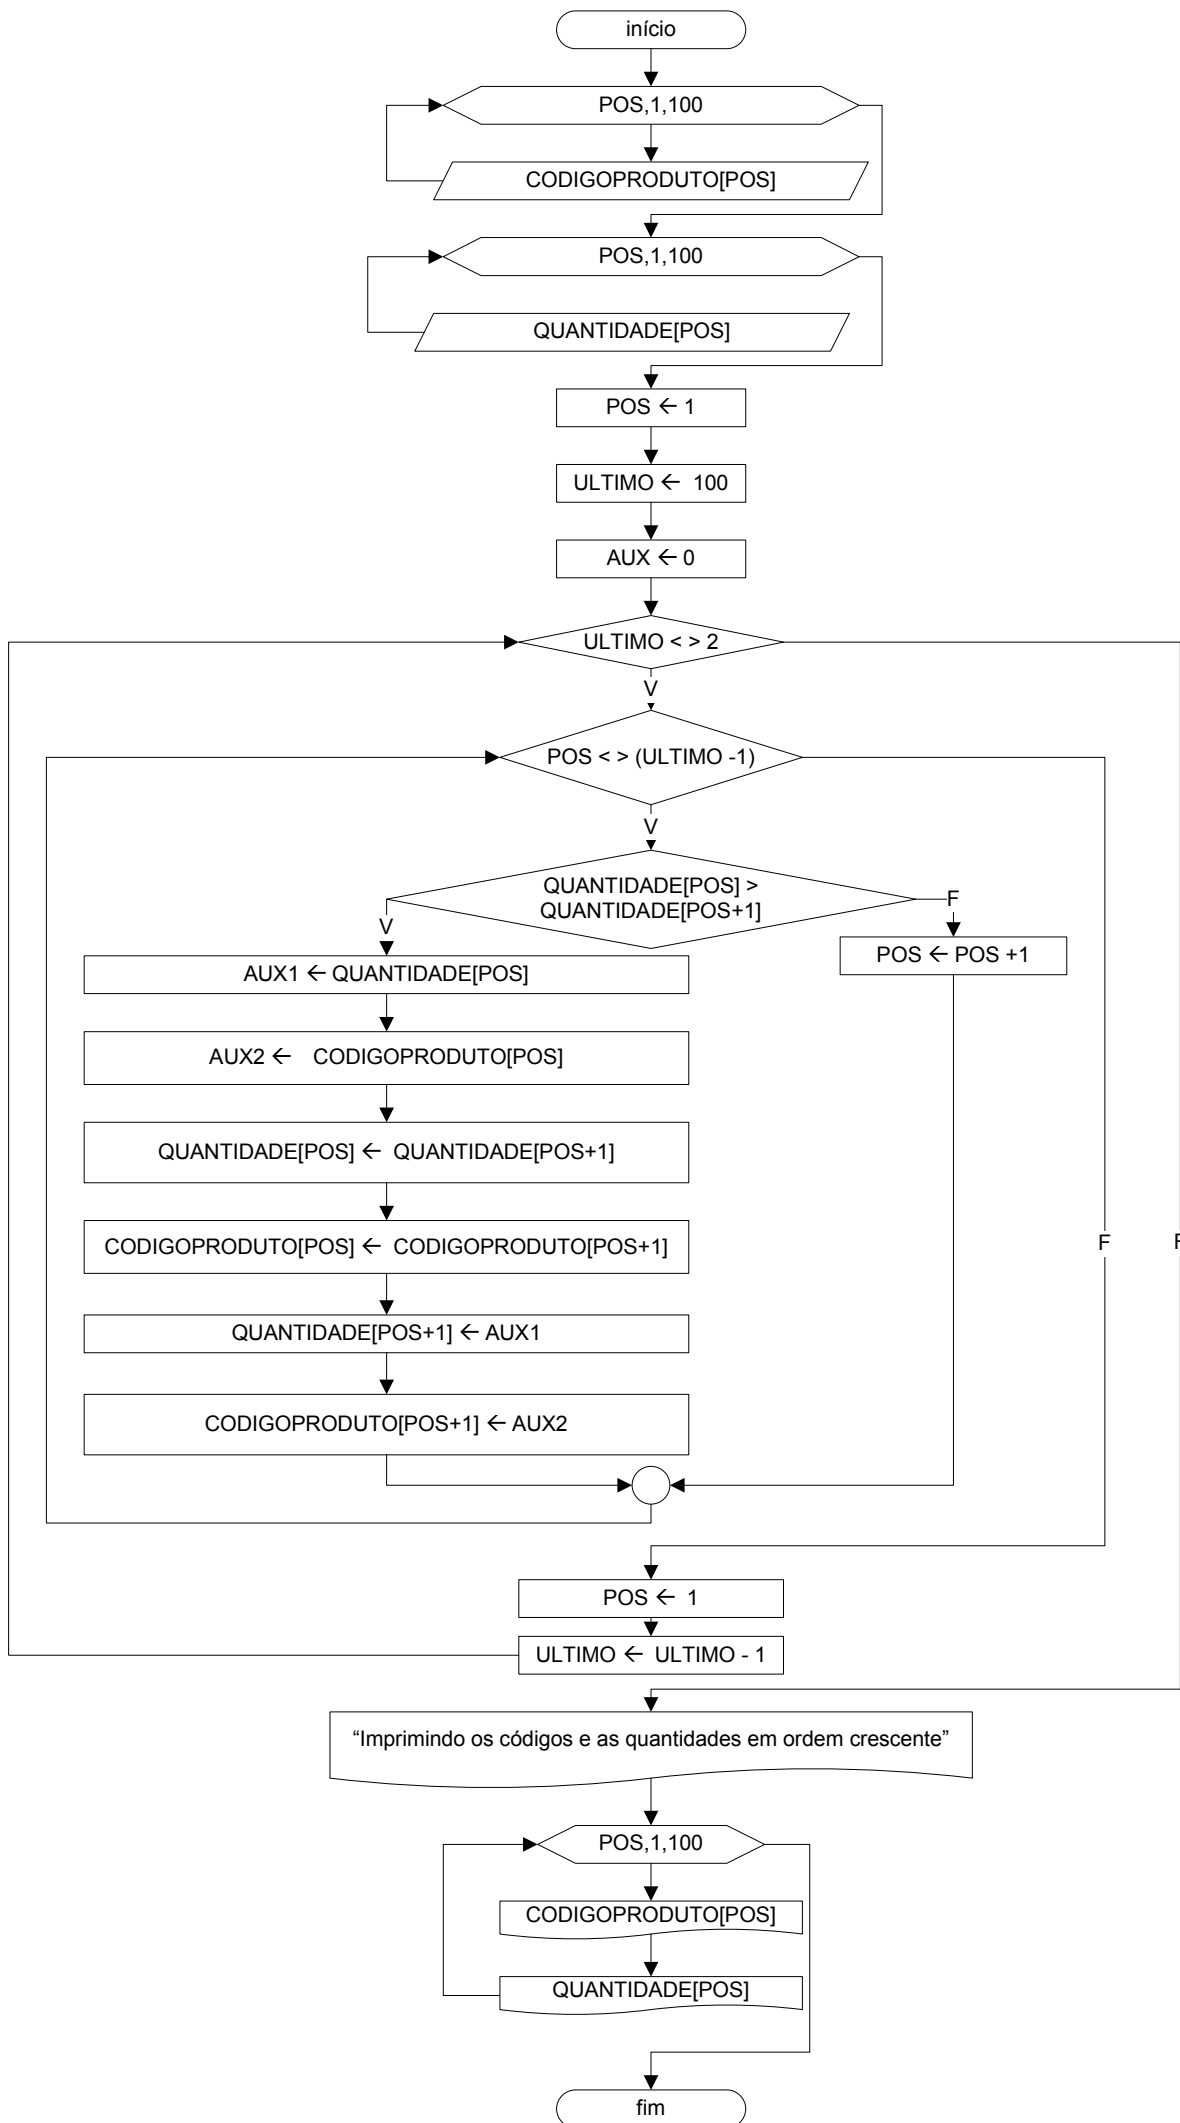 início
POS,1,100
CODIGOPRODUTO[POS]
POS,1,100
QUANTIDADE[POS]
POS ← 1
ULTIMO ← 100
AUX ← 0
ULTIMO < > 2
V
POS < > (ULTIMO -1)
V
QUANTIDADE[POS] >
QUANTIDADE[POS+1]
F
V
POS ← POS +1
AUX1 ← QUANTIDADE[POS]
AUX2 ← CODIGOPRODUTO[POS]
QUANTIDADE[POS] ← QUANTIDADE[POS+1]
CODIGOPRODUTO[POS] ← CODIGOPRODUTO[POS+1]
F
F
QUANTIDADE[POS+1] ← AUX1
CODIGOPRODUTO[POS+1] ← AUX2
POS ← 1
ULTIMO ← ULTIMO - 1
“Imprimindo os códigos e as quantidades em ordem crescente”
POS,1,100
CODIGOPRODUTO[POS]
QUANTIDADE[POS]
fim